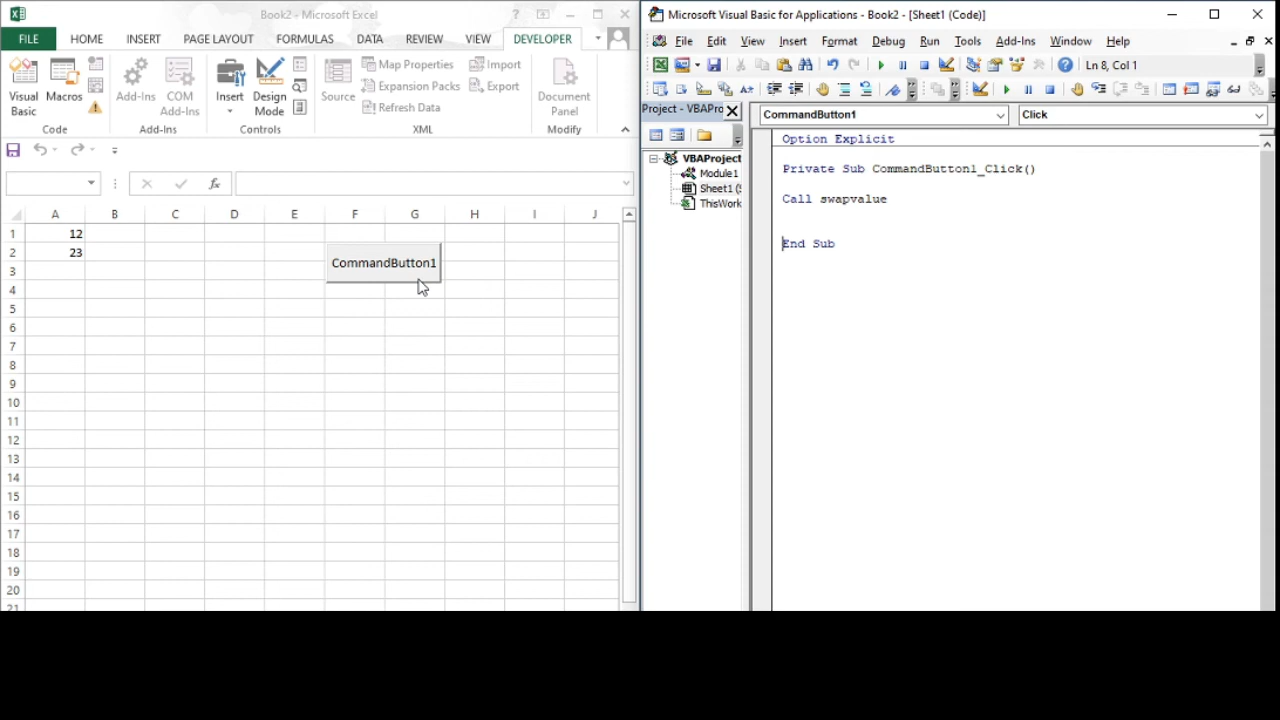 Book2 - Microsoft Excel
FILE HOME INSERT PAGE LAYOUT FORMULAS DATA REVIEW VIEW DEVELOPER
Visual Basic
Macros
Code
Add-Ins
COM Add-Ins
Add-Ins
Insert
Design Mode
Controls
Source
Map Properties
Expansion Packs
Refresh Data
Import
Export
XML
Document Panel
Modify
fx
A B C D E F G H I J
1 12
2 23
3
4
5
6
7
8
9
10
11
12
13
14
15
16
17
18
19
20
21
CommandButton1
Microsoft Visual Basic for Applications - Book2 - [Sheet1 (Code)]
File Edit View Insert Format Debug Run Tools Add-Ins Window Help
Ln 8, Col 1
Project - VBAPro
VBAProject
Module1
Sheet1 (S
ThisWork
CommandButton1
Click
Option Explicit
Private Sub CommandButton1_Click()
Call swapvalue
End Sub